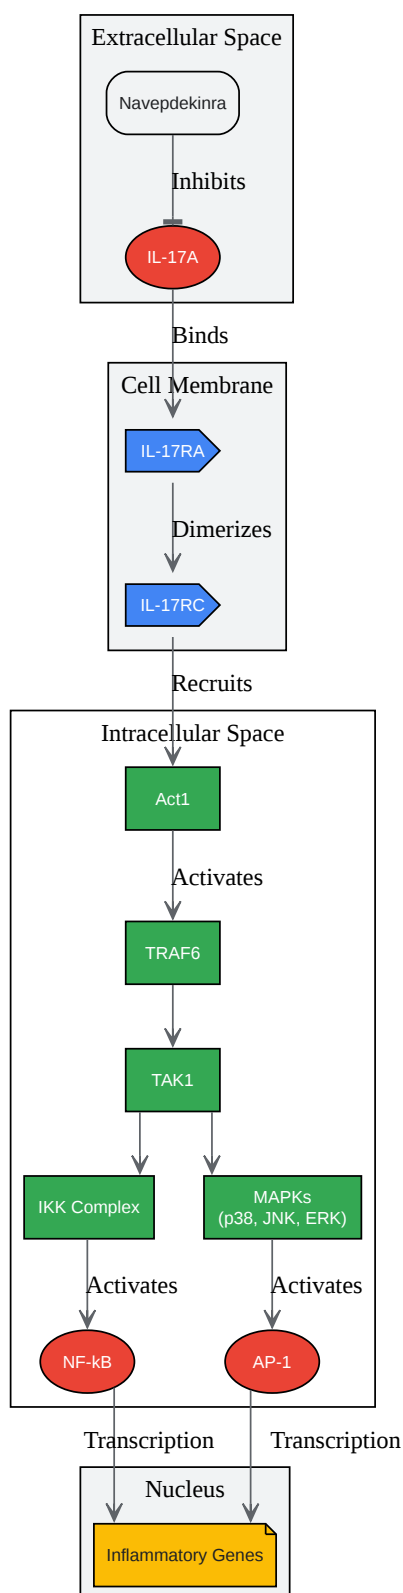 Extracellular Space
Navepdekinra
Inhibits
IL-17A
Binds
Cell Membrane
IL-17RA
Dimerizes
IL-17RC
Recruits
Intracellular Space
Act1
Activates
TRAF6
TAK1
IKK Complex
MAPKs
(p38, JNK, ERK)
Activates
Activates
NF-kB
AP-1
Transcription
Transcription
Nucleus
Inflammatory Genes